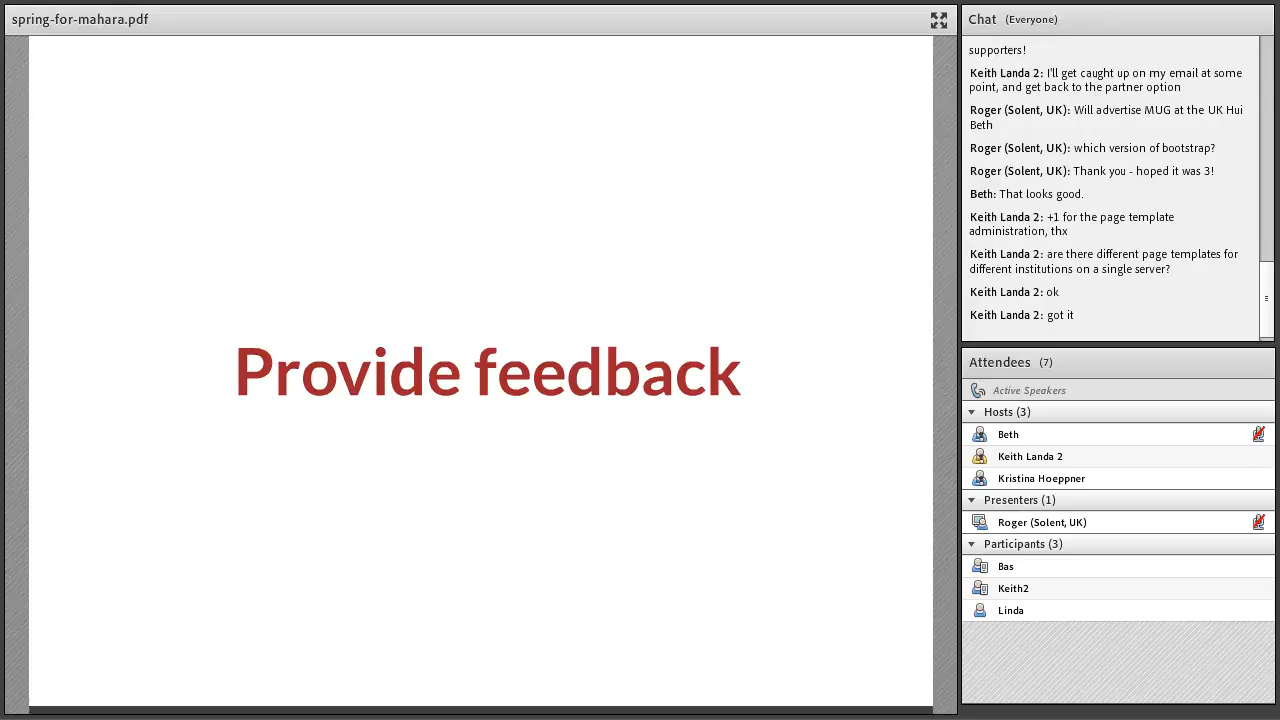 spring-for-mahara.pdf
Provide feedback
Chat (Everyone)
supporters!
Keith Landa 2: I'll get caught up on my email at some
point, and get back to the partner option
Roger (Solent, UK): Will advertise MUG at the UK Hui
Beth
Roger (Solent, UK): which version of bootstrap?
Roger (Solent, UK): Thank you - hoped it was 3!
Beth: That looks good.
Keith Landa 2: +1 for the page template
administration, thx
Keith Landa 2: are there different page templates for
different institutions on a single server?
Keith Landa 2: ok
Keith Landa 2: got it
Attendees (7)
Active Speakers
Hosts (3)
Beth
Keith Landa 2
Kristina Hoeppner
Presenters (1)
Roger (Solent, UK)
Participants (3)
Bas
Keith2
Linda